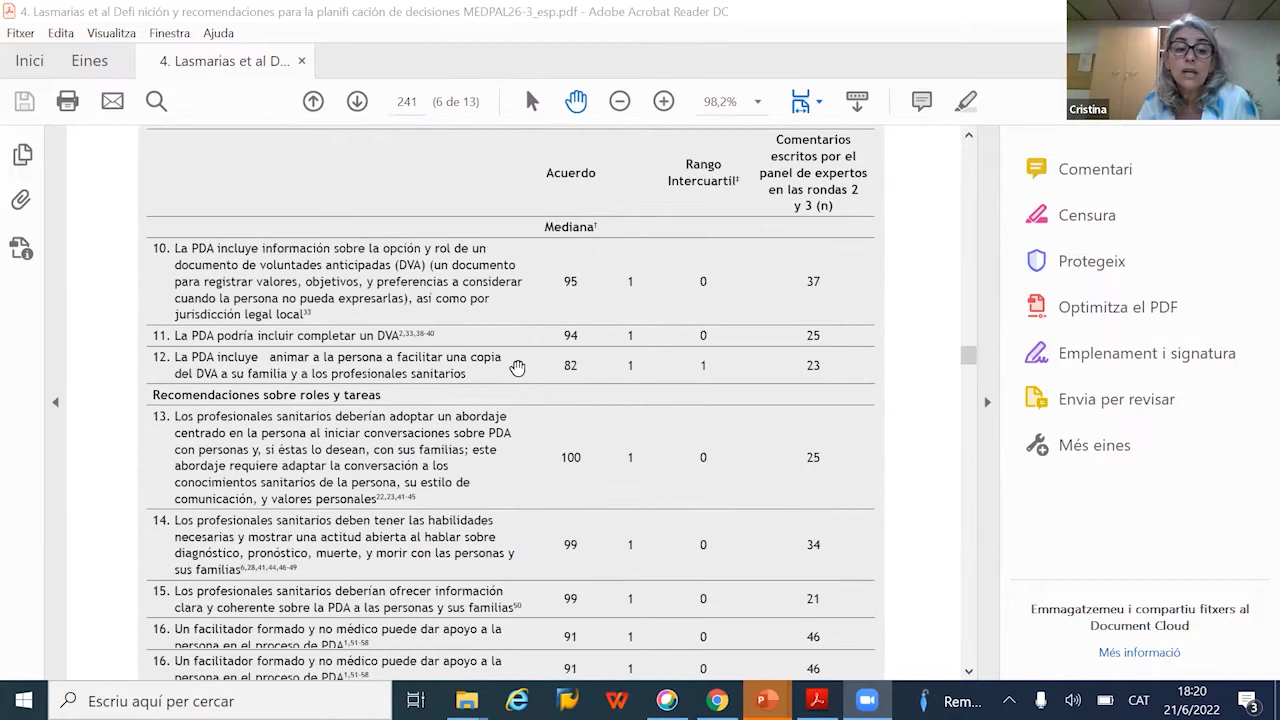 4. Lasmarias et al Defi nición y recomendaciones para la planifi cación de decisiones MEDPAL26-3_esp.pdf - Adobe Acrobat Reader DC
Fitxer Edita Visualitza Finestra Ajuda
Inici Eines 4. Lasmarias et al D... ×
241 (6 de 13) 98,2%
Cristina
Acuerdo
Rango
Intercuartil‡
Comentarios
escritos por el
panel de expertos
en las rondas 2
y 3 (n)
Mediana†
10. La PDA incluye información sobre la opción y rol de un
documento de voluntades anticipadas (DVA) (un documento
para registrar valores, objetivos, y preferencias a considerar
cuando la persona no pueda expresarlas), así como por
jurisdicción legal local33
95 1 0 37
11. La PDA podría incluir completar un DVA2,33,38-40 94 1 0 25
12. La PDA incluye animar a la persona a facilitar una copia
del DVA a su familia y a los profesionales sanitarios
82 1 1 23
Recomendaciones sobre roles y tareas
13. Los profesionales sanitarios deberían adoptar un abordaje
centrado en la persona al iniciar conversaciones sobre PDA
con personas y, si éstas lo desean, con sus familias; este
abordaje requiere adaptar la conversación a los
conocimientos sanitarios de la persona, su estilo de
comunicación, y valores personales22,23,41-45
100 1 0 25
14. Los profesionales sanitarios deben tener las habilidades
necesarias y mostrar una actitud abierta al hablar sobre
diagnóstico, pronóstico, muerte, y morir con las personas y
sus familias6,28,41,44,46-49
99 1 0 34
15. Los profesionales sanitarios deberían ofrecer información
clara y coherente sobre la PDA a las personas y sus familias50
99 1 0 21
16. Un facilitador formado y no médico puede dar apoyo a la
persona en el proceso de PDA1,51-58
91 1 0 46
16. Un facilitador formado y no médico puede dar apoyo a la
persona en el proceso de PDA1,51-58
91 1 0 46
Comentari
Censura
Protegeix
Optimitza el PDF
Emplenament i signatura
Envia per revisar
Més eines
Emmagatzemeu i compartiu fitxers al
Document Cloud
Més informació
Escriu aquí per cercar
Rem...
CAT
18:20
21/6/2022
3